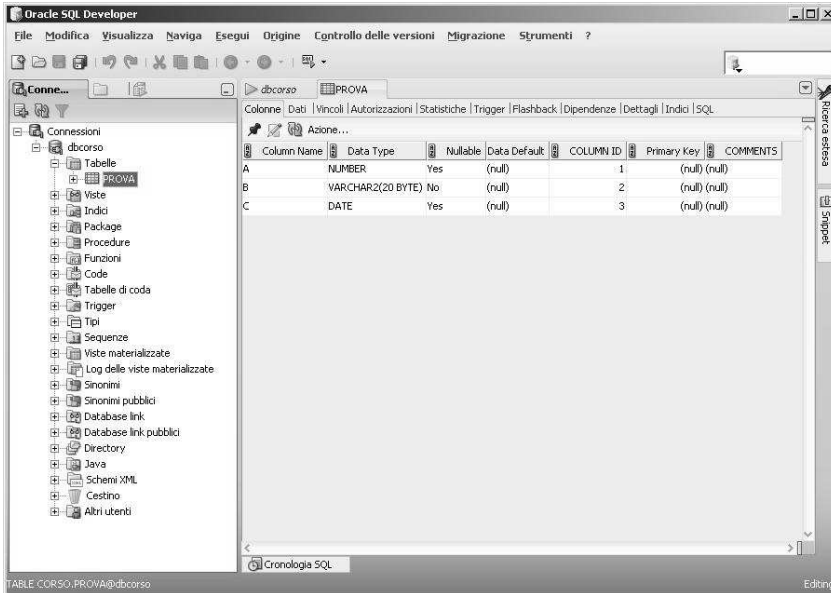 Oracle SQL Developer
File Modifica Visualizza Naviga Esegui Origine Controllo delle versioni Migrazione Strumenti ?
Conne...
dbcorso PROVA
Colonne Dati |Vincoli |Autorizzazioni |Statistiche |Trigger |Flashback |Dipendenze |Dettagli |Indici |SQL
Azione...
Column Name Data Type Nullable Data Default COLUMN ID Primary Key COMMENTS
A NUMBER Yes (null) 1 (null) (null)
B VARCHAR2(20 BYTE) No (null) 2 (null) (null)
C DATE Yes (null) 3 (null) (null)
Connessioni
dbcorso
Tabelle
PROVA
Viste
Indici
Package
Procedure
Funzioni
Code
Tabelle di coda
Trigger
Tipi
Sequenze
Viste materializzate
Log delle viste materializzate
Sinonimi
Sinonimi pubblici
Database link
Database link pubblici
Directory
Java
Schemi XML
Cestino
Altri utenti
Ricerca estesa
Snippet
Cronologia SQL
TABLE CORSO.PROVA@dbcorso
Editing